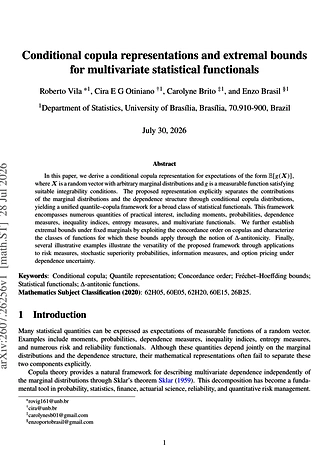 Conditional copula representations and extremal bounds
for multivariate statistical functionals
Roberto Vila *¹, Cira E G Otiniano †¹, Carolyne Brito ‡¹, and Enzo Brasil §¹
¹Department of Statistics, University of Brasília, Brasília, 70.910-900, Brazil
July 30, 2026
Abstract
In this paper, we derive a conditional copula representation for expectations of the form 𝔼[g(X)],
where X is a random vector with arbitrary marginal distributions and g is a measurable function satisfying
suitable integrability conditions. The proposed representation explicitly separates the contributions
of the marginal distributions and the dependence structure through conditional copula distributions,
yielding a unified quantile–copula framework for a broad class of statistical functionals. This framework
encompasses numerous quantities of practical interest, including moments, probabilities, dependence
measures, inequality indices, entropy measures, and multivariate functionals. We further establish
extremal bounds under fixed marginals by exploiting the concordance order on copulas and characterize
the classes of functions for which these bounds apply through the notion of Δ-antitonicity. Finally,
several illustrative examples illustrate the versatility of the proposed framework through applications
to risk measures, stochastic superiority probabilities, information measures, and option pricing under
dependence uncertainty.
Keywords: Conditional copula; Quantile representation; Concordance order; Fréchet–Hoeffding bounds;
Statistical functionals; Δ-antitonic functions.
Mathematics Subject Classification (2020): 62H05, 60E05, 62H20, 60E15, 26B25.
1 Introduction
Many statistical quantities can be expressed as expectations of measurable functions of a random vector.
Examples include moments, probabilities, dependence measures, inequality indices, entropy measures, and
numerous risk and reliability functionals. Although these quantities depend jointly on the marginal
distributions and the dependence structure, their mathematical representations often fail to separate these
two components explicitly.
Copula theory provides a natural framework for describing multivariate dependence independently of
the marginal distributions through Sklar's theorem Sklar (1959). This decomposition has become a funda-
mental tool in probability, statistics, finance, actuarial science, reliability, and quantitative risk management.
*rovig161@unb.br
†cira@unb.br
‡carolynesb01@gmail.com
§enzoportobrasil@gmail.com
1
arXiv:2607.26256v1 [math.ST] 28 Jul 2026